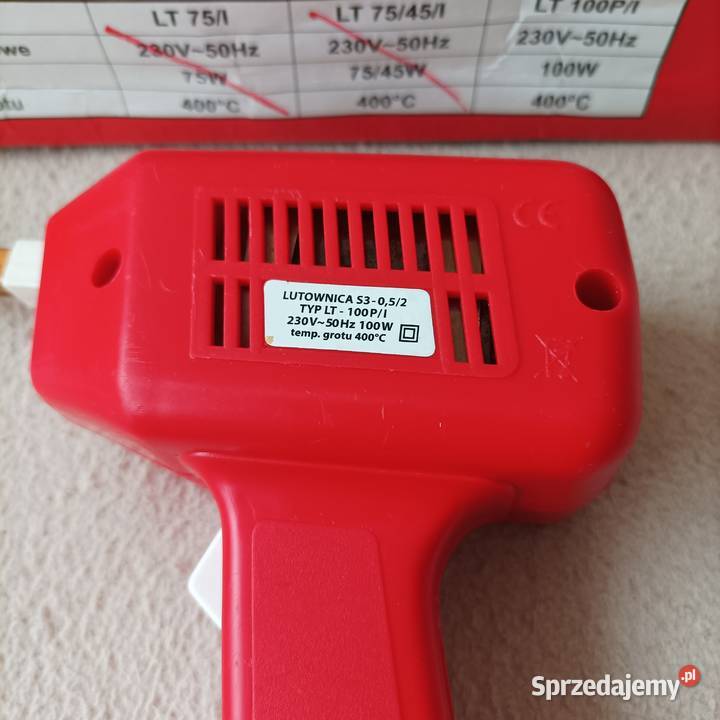 LT 75/I LT 75/45/I LT 100P/I
we 230V~50Hz 230V~50Hz 230V~50Hz
75W 75/45W 100W
tu 400°C 400°C 400°C
CE
LUTOWNICA S3-0,5/2
TYP LT - 100P/I
230V~50Hz 100W
temp. grotu 400°C
Sprzedajemy.pl